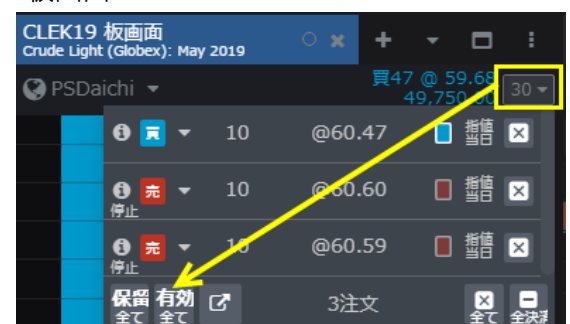 CLEK19 板画面
Crude Light (Globex): May 2019
PSDaichi
買47 @ 59.68
49,750.00
30
買 10 @60.47 指値 当日
売 10 @60.60 指値 当日
停止
売 10 @60.59 指値 当日
停止
保留 全て 有効 全て 3注文 全て 全決済